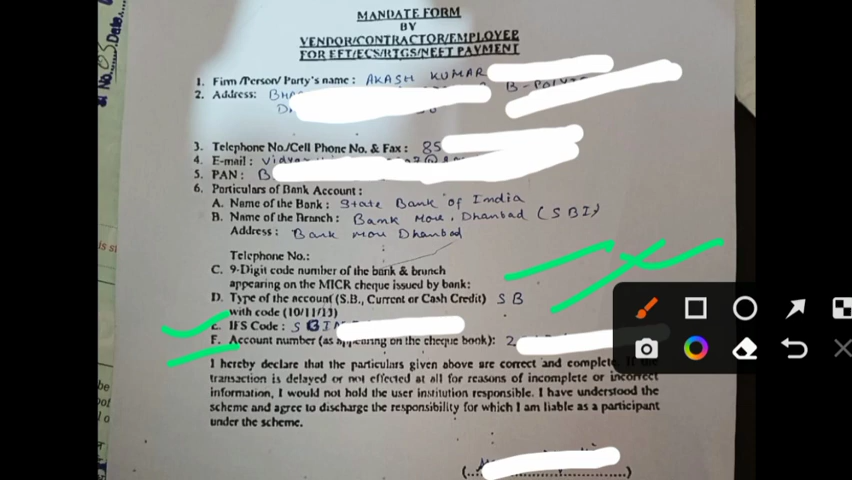 MANDATE FORM
BY
VENDOR/CONTRACTOR/EMPLOYER
FOR EFT/ECS/RTGS/NEFT PAYMENT
1. Firm /Person/ Party's name : AKASH KUMAR
2. Address:
3. Telephone No./Cell Phone No. & Fax : 85
4. E-mail :
5. PAN : B
6. Particulars of Bank Account :
A. Name of the Bank : State Bank of India
B. Name of the Branch : Bank More, Dhanbad (SBI)
Address : Bank More Dhanbad
Telephone No.:
C. 9-Digit code number of the bank & brunch
appearing on the MICR cheque issued by bank:
D. Type of the account (S.B., Current or Cash Credit) SB
with code (10/11/13)
E. IFS Code : SBIN
F. Account number (as appearing on the cheque book): 2
I hereby declare that the particulars given above are correct and complete. If the
transaction is delayed or not effected at all for reasons of incomplete or incorrect
information, I would not hold the user institution responsible. I have understood the
scheme and agree to discharge the responsibility for which I am liable as a participant
under the scheme.